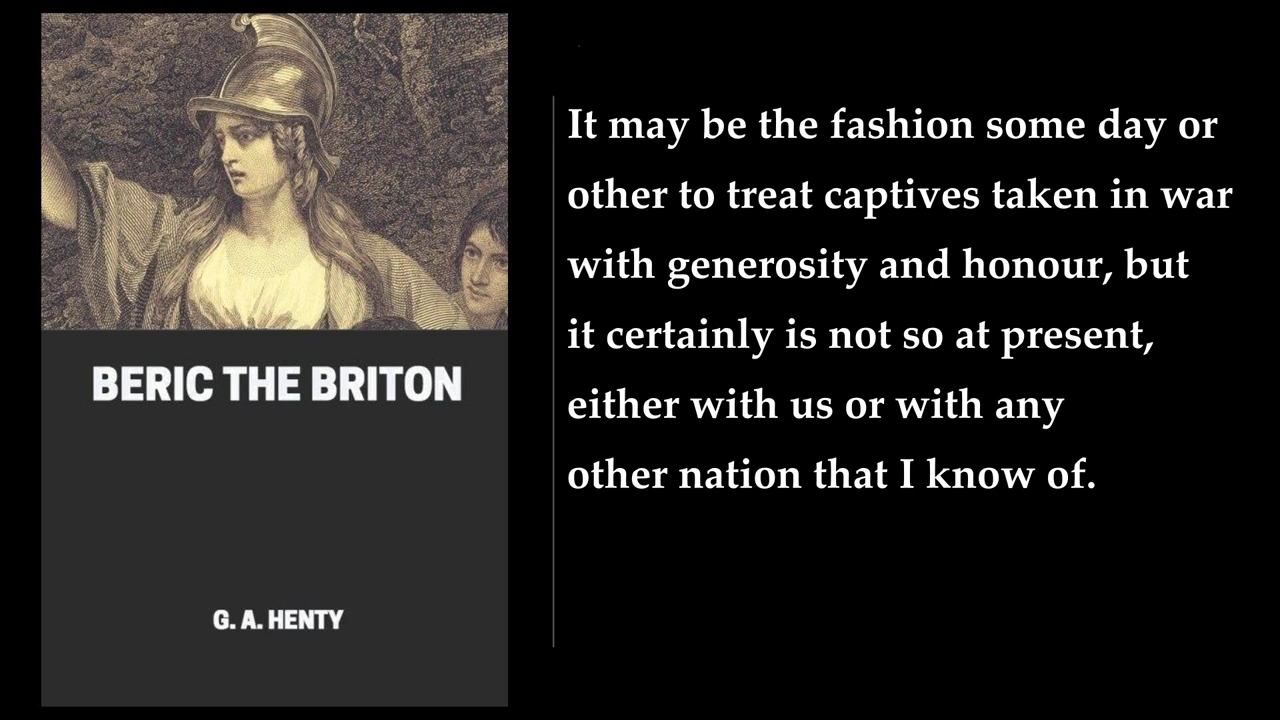 BERIC THE BRITON
G. A. HENTY
It may be the fashion some day or
other to treat captives taken in war
with generosity and honour, but
it certainly is not so at present,
either with us or with any
other nation that I know of.